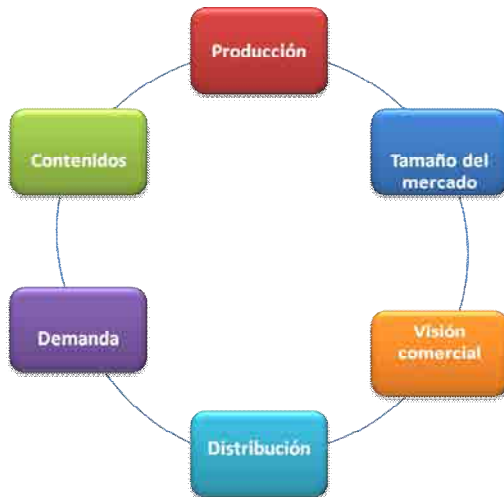 Producción
Tamaño del
mercado
Visión
comercial
Distribución
Demanda
Contenidos